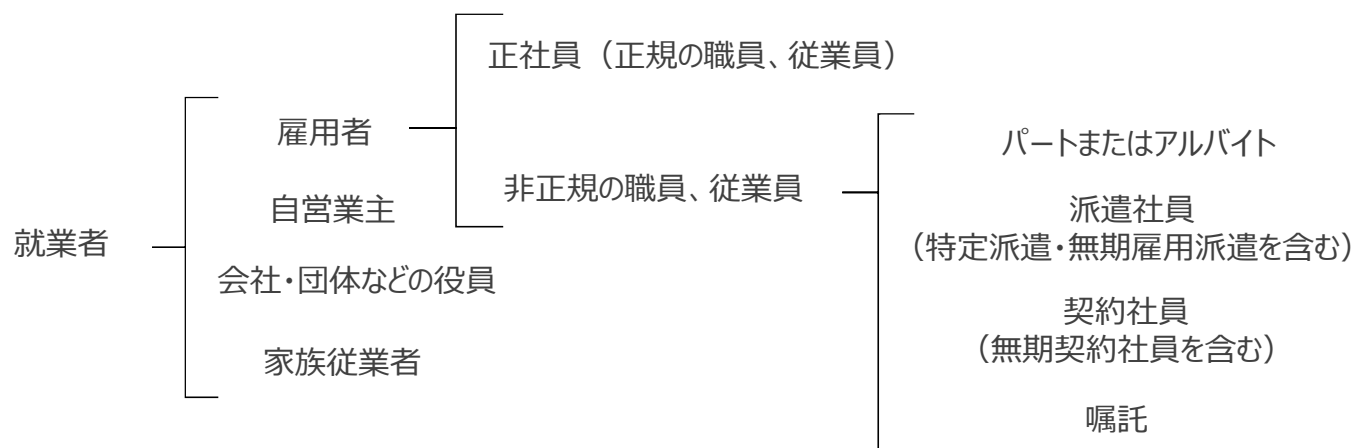 正社員（正規の職員、従業員）
雇用者
パートまたはアルバイト
非正規の職員、従業員
自営業主
派遣社員
（特定派遣・無期雇用派遣を含む）
就業者
会社・団体などの役員
契約社員
（無期契約社員を含む）
家族従業者
嘱託